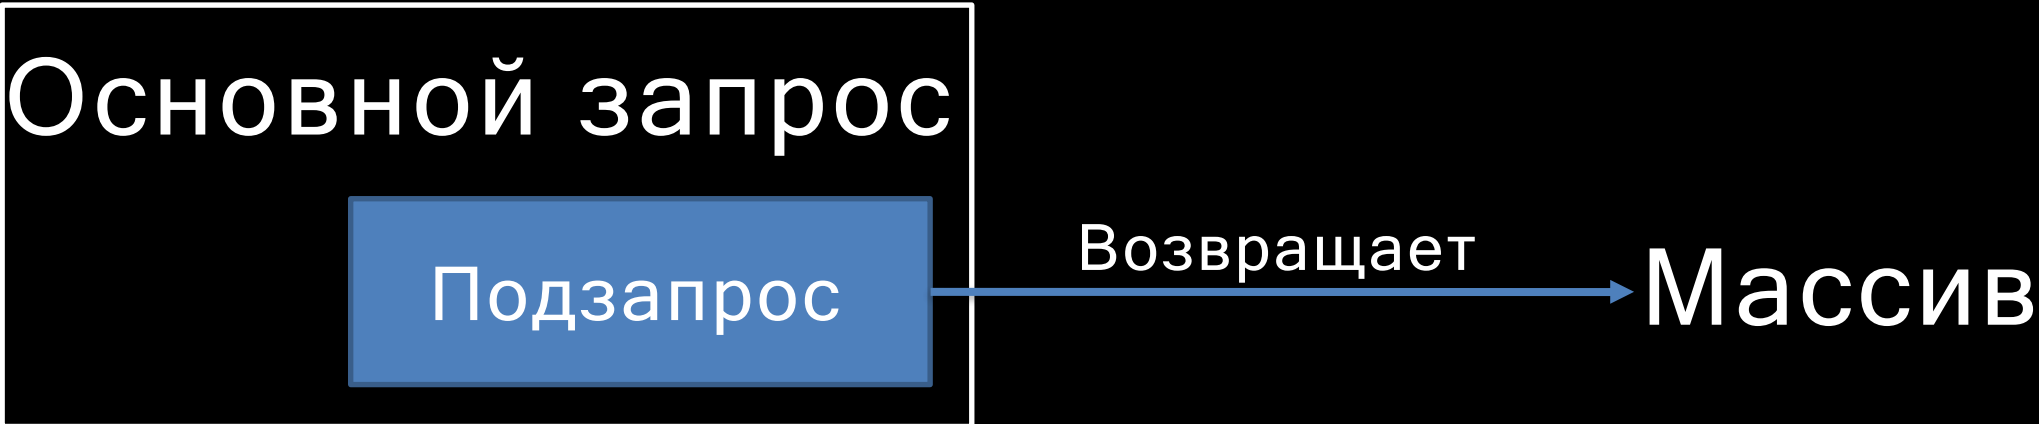 Основной запрос
Подзапрос
Возвращает
Массив